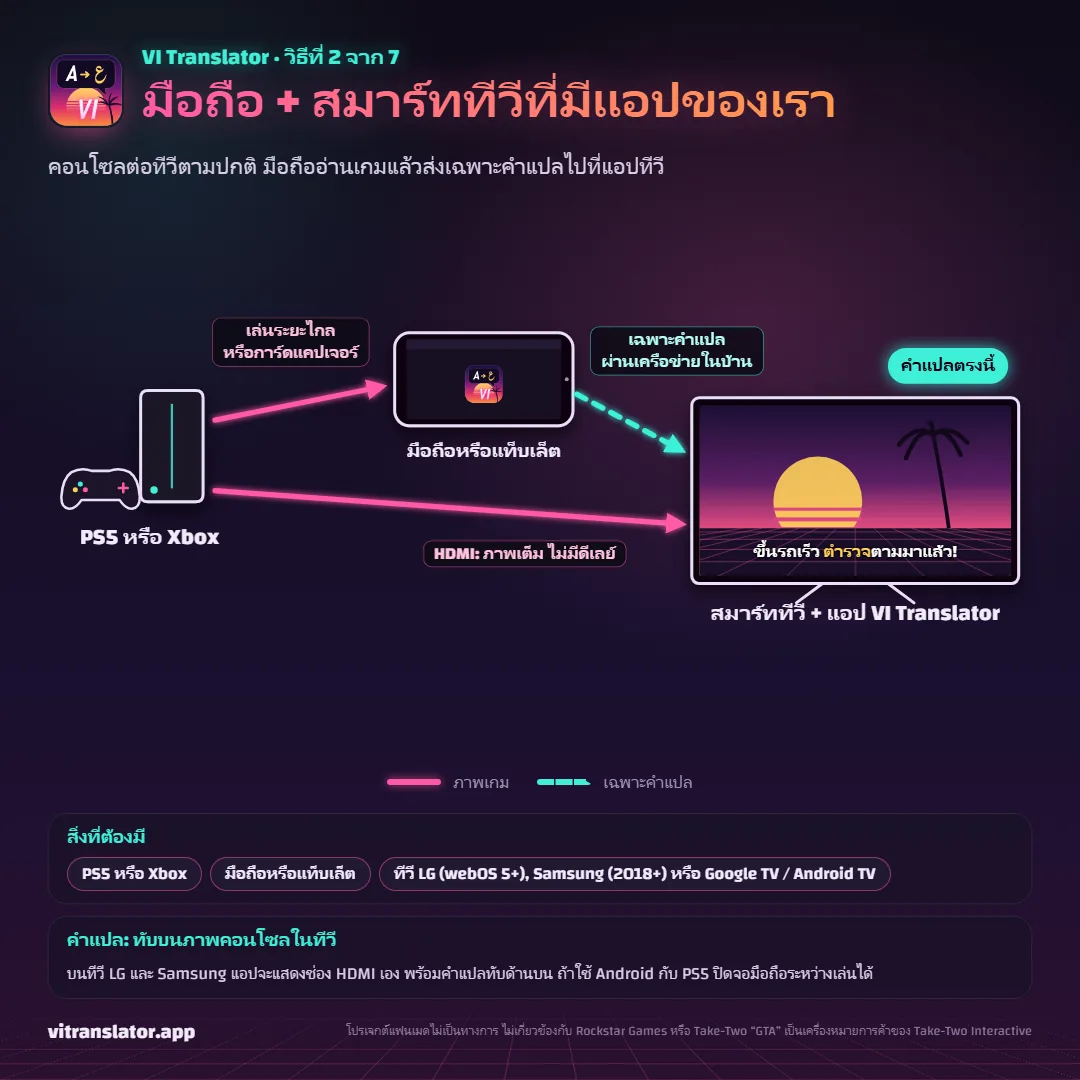 A→ع
VI
VI Translator · วิธีที่ 2 จาก 7
มือถือ + สมาร์ททีวีที่มีแอปของเรา
คอนโซลต่อทีวีตามปกติ มือถืออ่านเกมแล้วส่งเฉพาะคำแปลไปที่แอปทีวี
เล่นระยะไกล
หรือการ์ดแคปเจอร์
เฉพาะคำแปล
ผ่านเครือข่ายในบ้าน
คำแปลตรงนี้
A→ع
VI
มือถือหรือแท็บเล็ต
PS5 หรือ Xbox
HDMI: ภาพเต็ม ไม่มีดีเลย์
ขึ้นรถเร็ว ตำรวจตามมาแล้ว!
สมาร์ททีวี + แอป VI Translator
ภาพเกม
เฉพาะคำแปล
สิ่งที่ต้องมี
PS5 หรือ Xbox
มือถือหรือแท็บเล็ต
ทีวี LG (webOS 5+), Samsung (2018+) หรือ Google TV / Android TV
คำแปล: ทับบนภาพคอนโซลในทีวี
บนทีวี LG และ Samsung แอปจะแสดงช่อง HDMI เอง พร้อมคำแปลทับด้านบน ถ้าใช้ Android กับ PS5 ปิดจอมือถือระหว่างเล่นได้
vitranslator.app
โปรเจกต์แฟนเมดไม่เป็นทางการ ไม่เกี่ยวข้องกับ Rockstar Games หรือ Take-Two “GTA” เป็นเครื่องหมายการค้าของ Take-Two Interactive